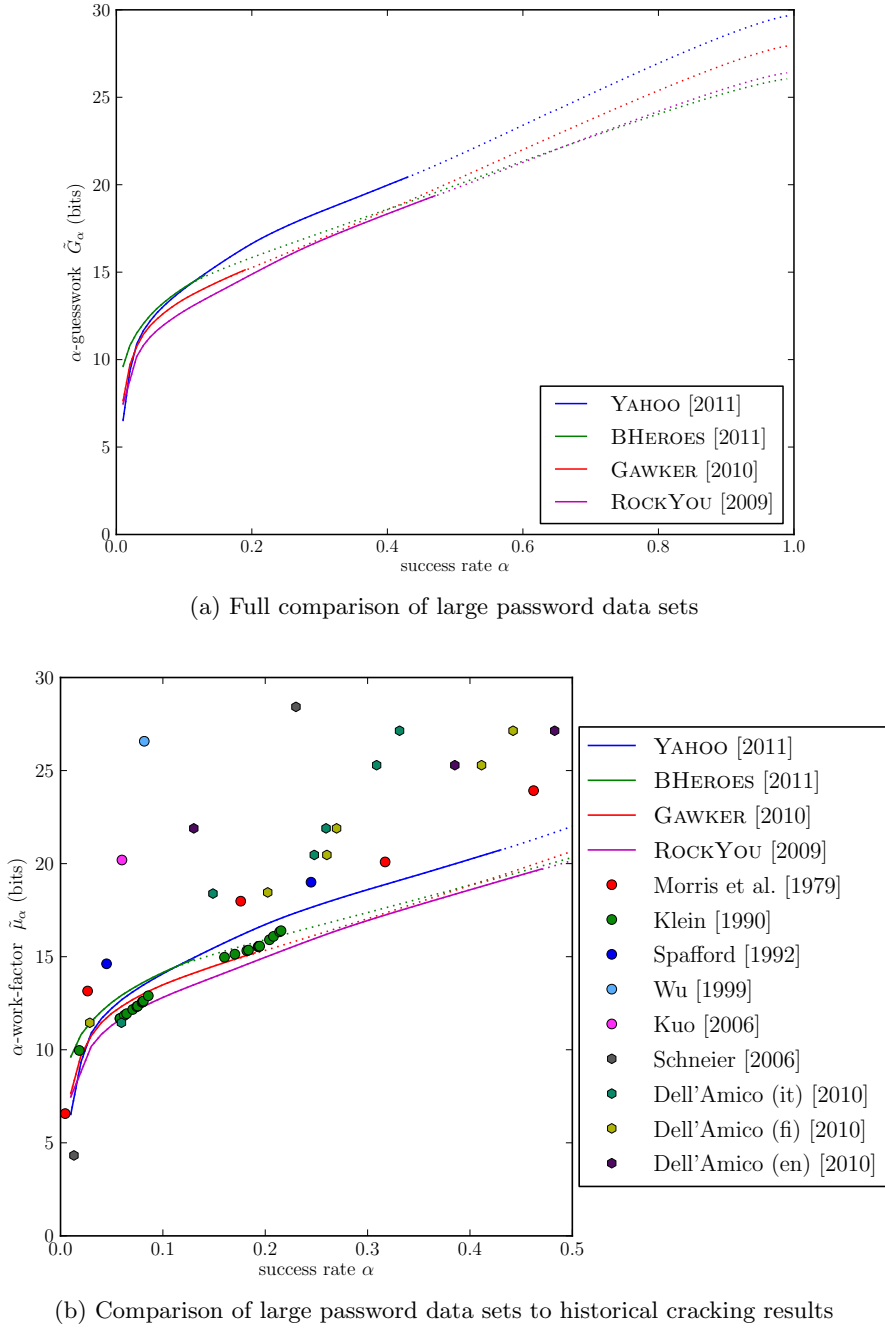 30
25
20
15
10
5
0
α-guesswork G̃α (bits)
0.0 0.2 0.4 0.6 0.8 1.0
success rate α
YAHOO [2011]
BHEROES [2011]
GAWKER [2010]
ROCKYOU [2009]
(a) Full comparison of large password data sets
30
25
20
15
10
5
0
α-work-factor μ̃α (bits)
0.0 0.1 0.2 0.3 0.4 0.5
success rate α
YAHOO [2011]
BHEROES [2011]
GAWKER [2010]
ROCKYOU [2009]
Morris et al. [1979]
Klein [1990]
Spafford [1992]
Wu [1999]
Kuo [2006]
Schneier [2006]
Dell'Amico (it) [2010]
Dell'Amico (fi) [2010]
Dell'Amico (en) [2010]
(b) Comparison of large password data sets to historical cracking results